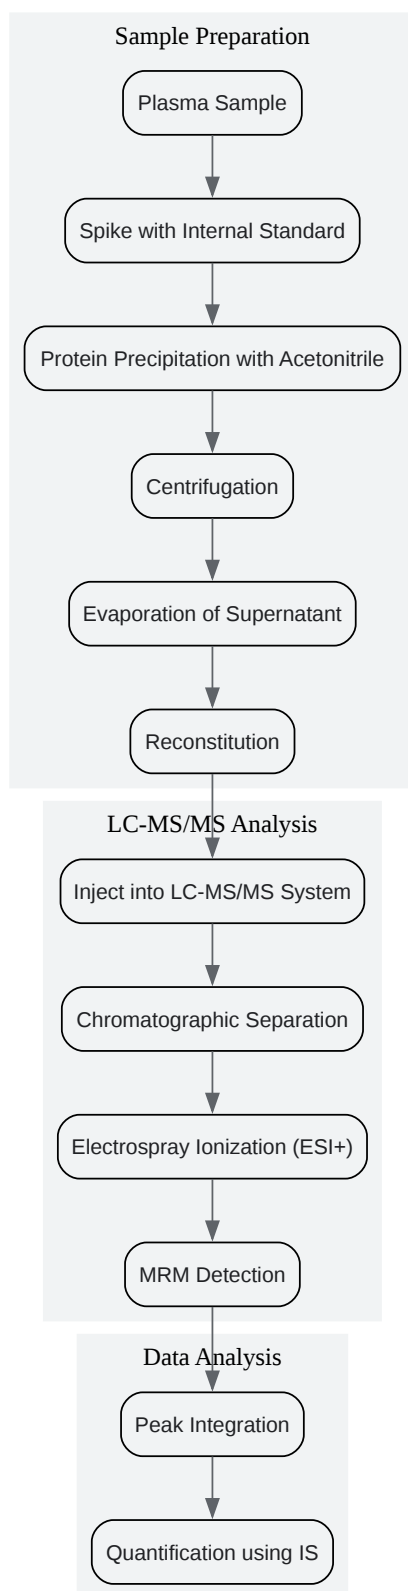 Sample Preparation
Plasma Sample
Spike with Internal Standard
Protein Precipitation with Acetonitrile
Centrifugation
Evaporation of Supernatant
Reconstitution
LC-MS/MS Analysis
Inject into LC-MS/MS System
Chromatographic Separation
Electrospray Ionization (ESI+)
MRM Detection
Data Analysis
Peak Integration
Quantification using IS